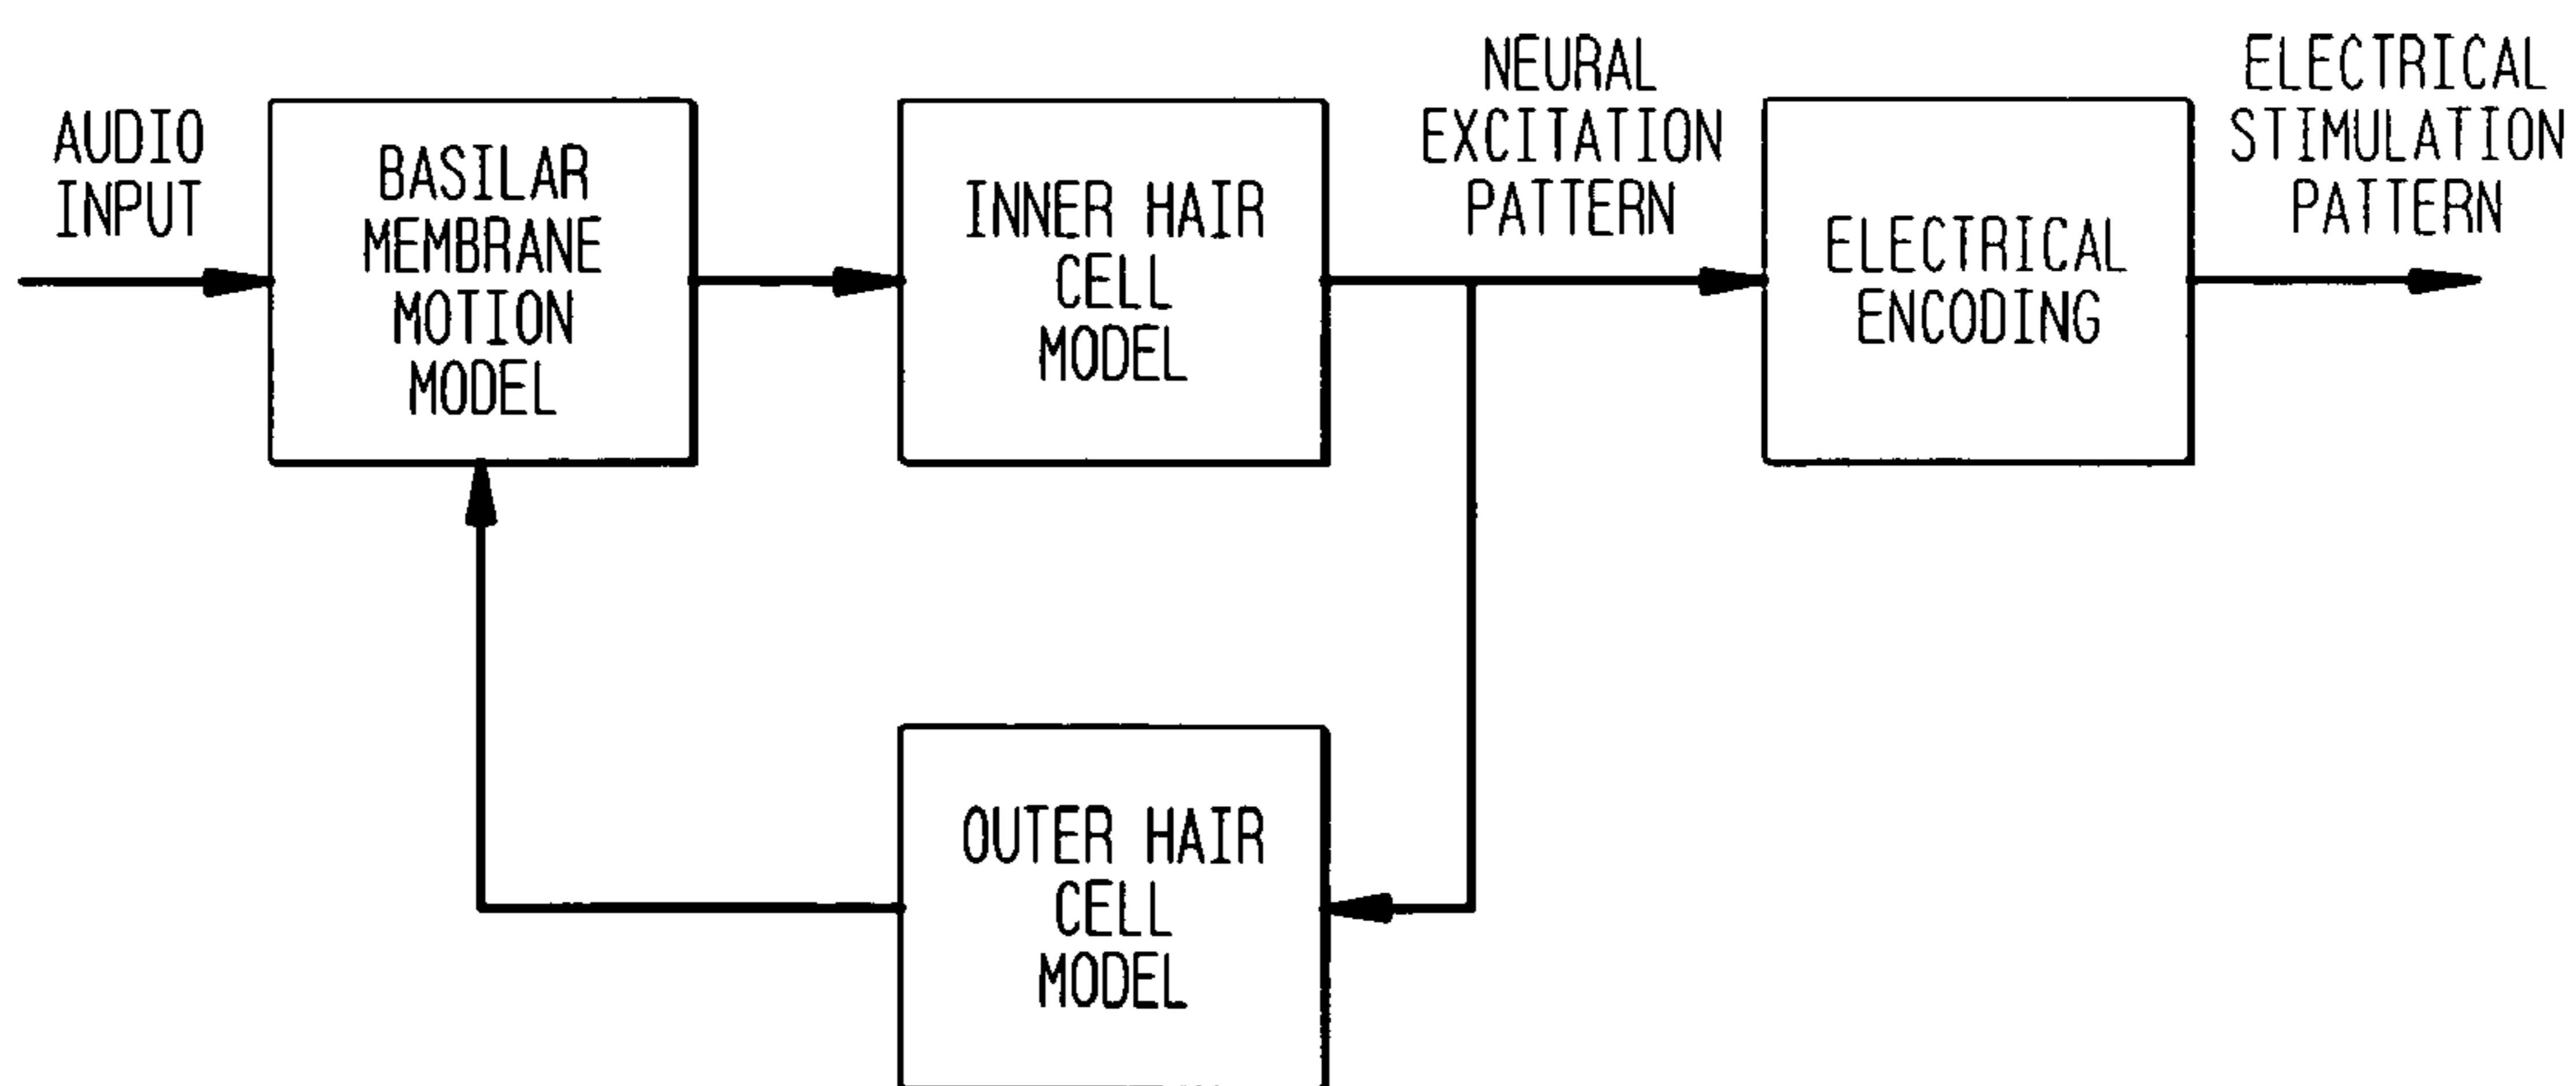 AUDIO
INPUT
BASILAR
MEMBRANE
MOTION
MODEL
INNER HAIR
CELL
MODEL
NEURAL
EXCITATION
PATTERN
ELECTRICAL
ENCODING
ELECTRICAL
STIMULATION
PATTERN
OUTER HAIR
CELL
MODEL